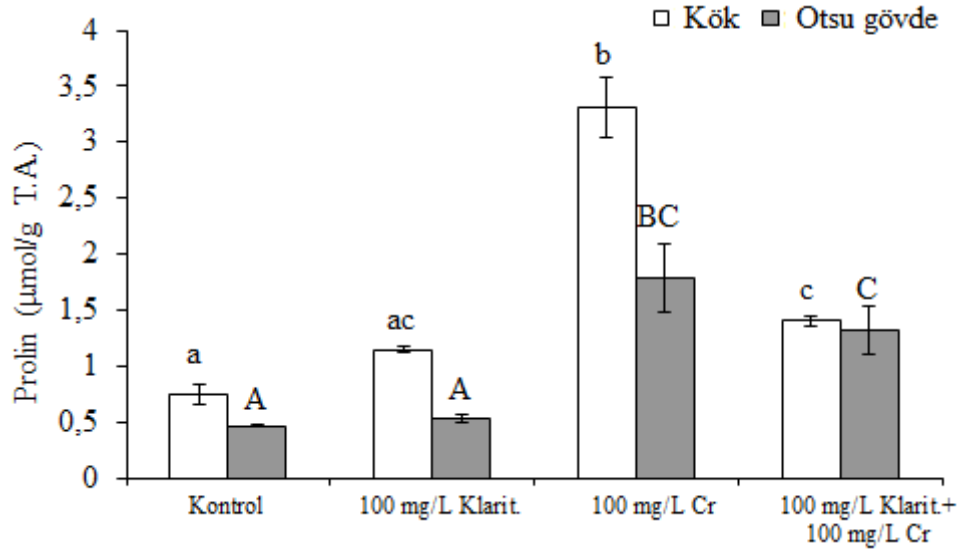 Kök Otsu gövde
Prolin (µmol/g T.A.)
4
3,5
3
2,5
2
1,5
1
0,5
0
a
A
ac
A
b
BC
c
C
Kontrol
100 mg/L Klarit.
100 mg/L Cr
100 mg/L Klarit.+
100 mg/L Cr